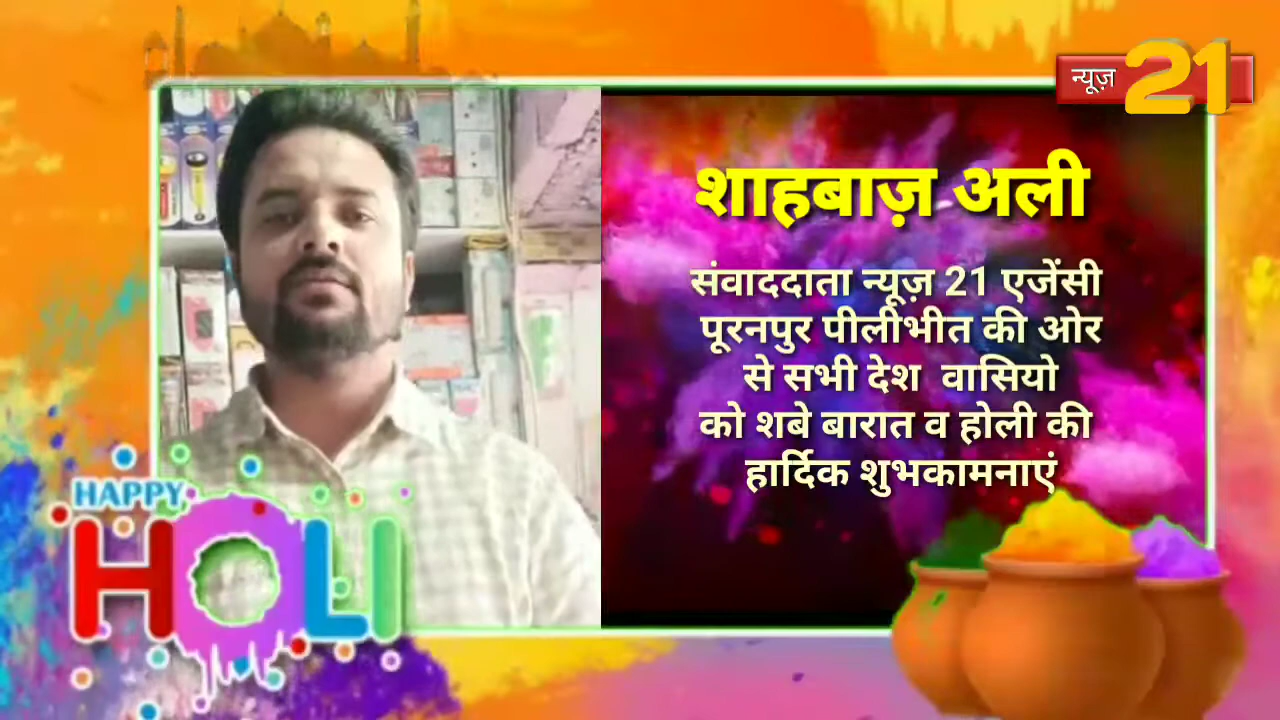 न्यूज़ 21
शाहबाज़ अली
संवाददाता न्यूज़ 21 एजेंसी
पूरनपुर पीलीभीत की ओर
से सभी देश वासियो
को शबे बारात व होली की
हार्दिक शुभकामनाएं
HAPPY
HOLI